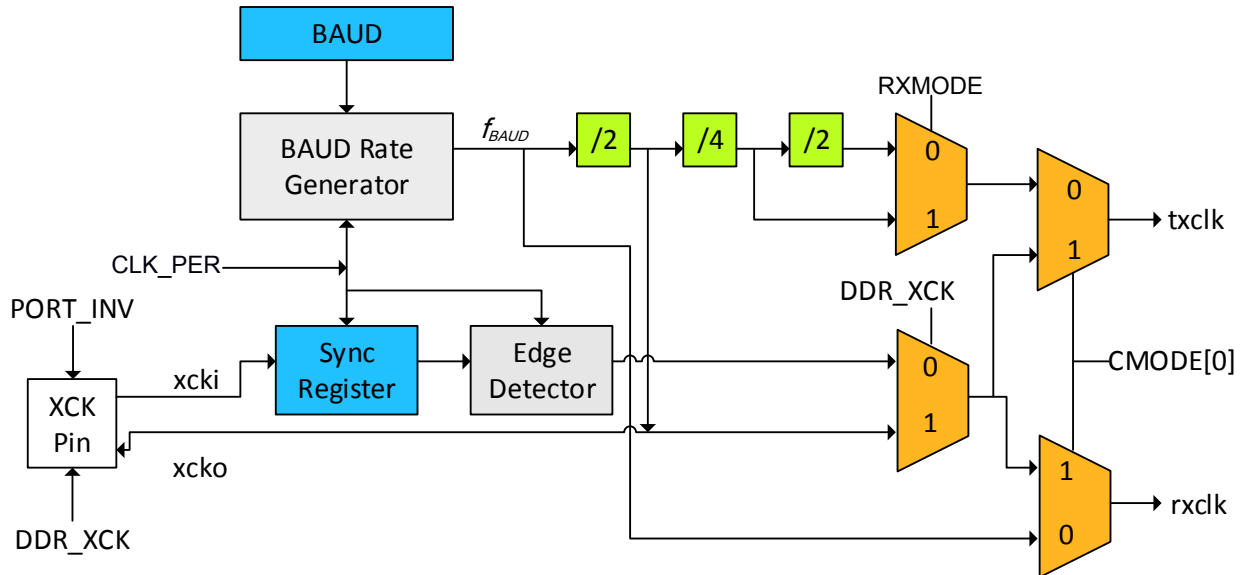 BAUD
RXMODE
f_BAUD
/2
/4
/2
0
1
BAUD Rate
Generator
0
1
txclk
CLK_PER
DDR_XCK
PORT_INV
Sync
Register
Edge
Detector
0
1
CMODE[0]
xcki
XCK
Pin
xcko
1
0
rxclk
DDR_XCK